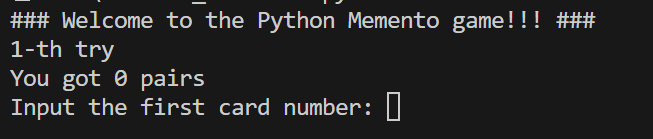 ### Welcome to the Python Memento game!!! ###
1-th try
You got 0 pairs
Input the first card number: